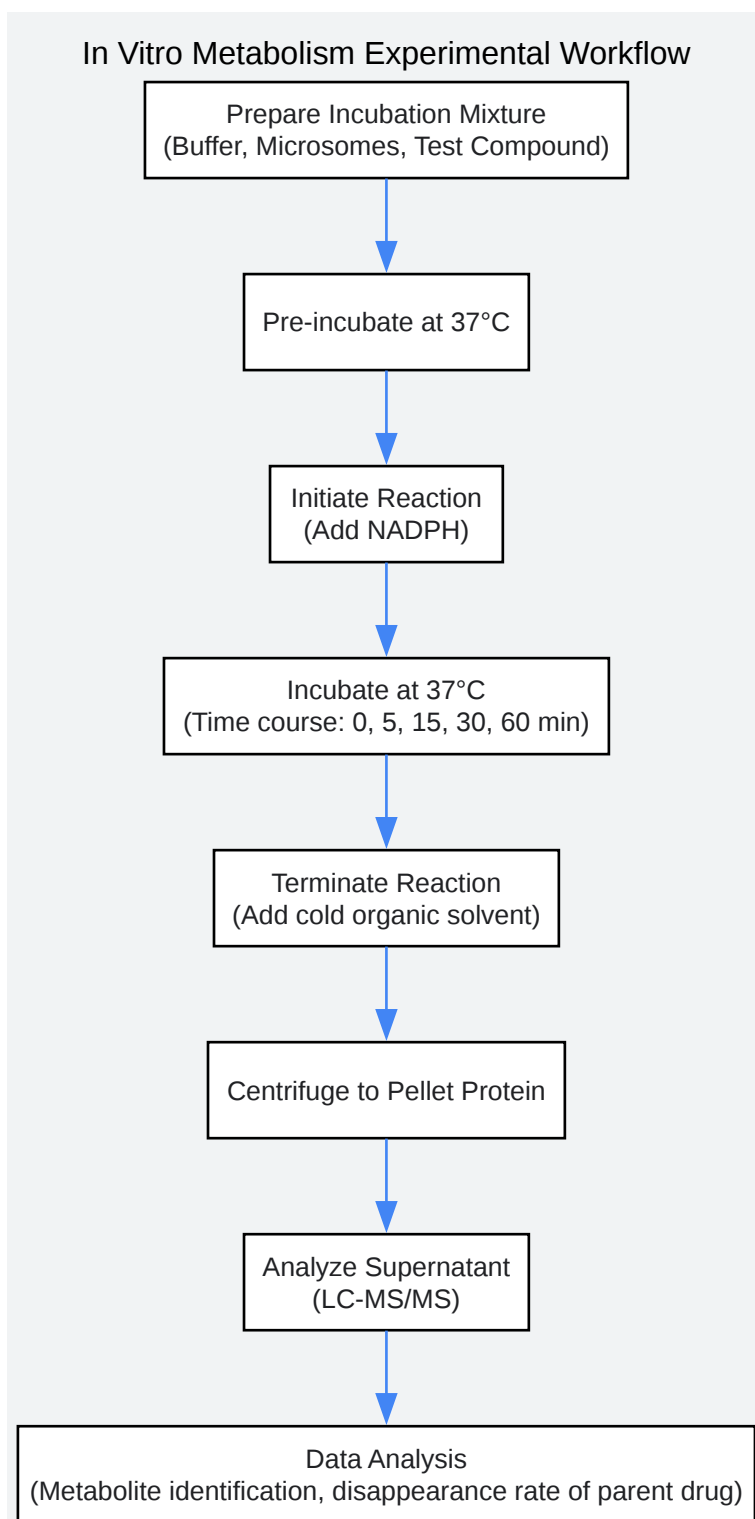 In Vitro Metabolism Experimental Workflow
Prepare Incubation Mixture
(Buffer, Microsomes, Test Compound)
Pre-incubate at 37°C
Initiate Reaction
(Add NADPH)
Incubate at 37°C
(Time course: 0, 5, 15, 30, 60 min)
Terminate Reaction
(Add cold organic solvent)
Centrifuge to Pellet Protein
Analyze Supernatant
(LC-MS/MS)
Data Analysis
(Metabolite identification, disappearance rate of parent drug)